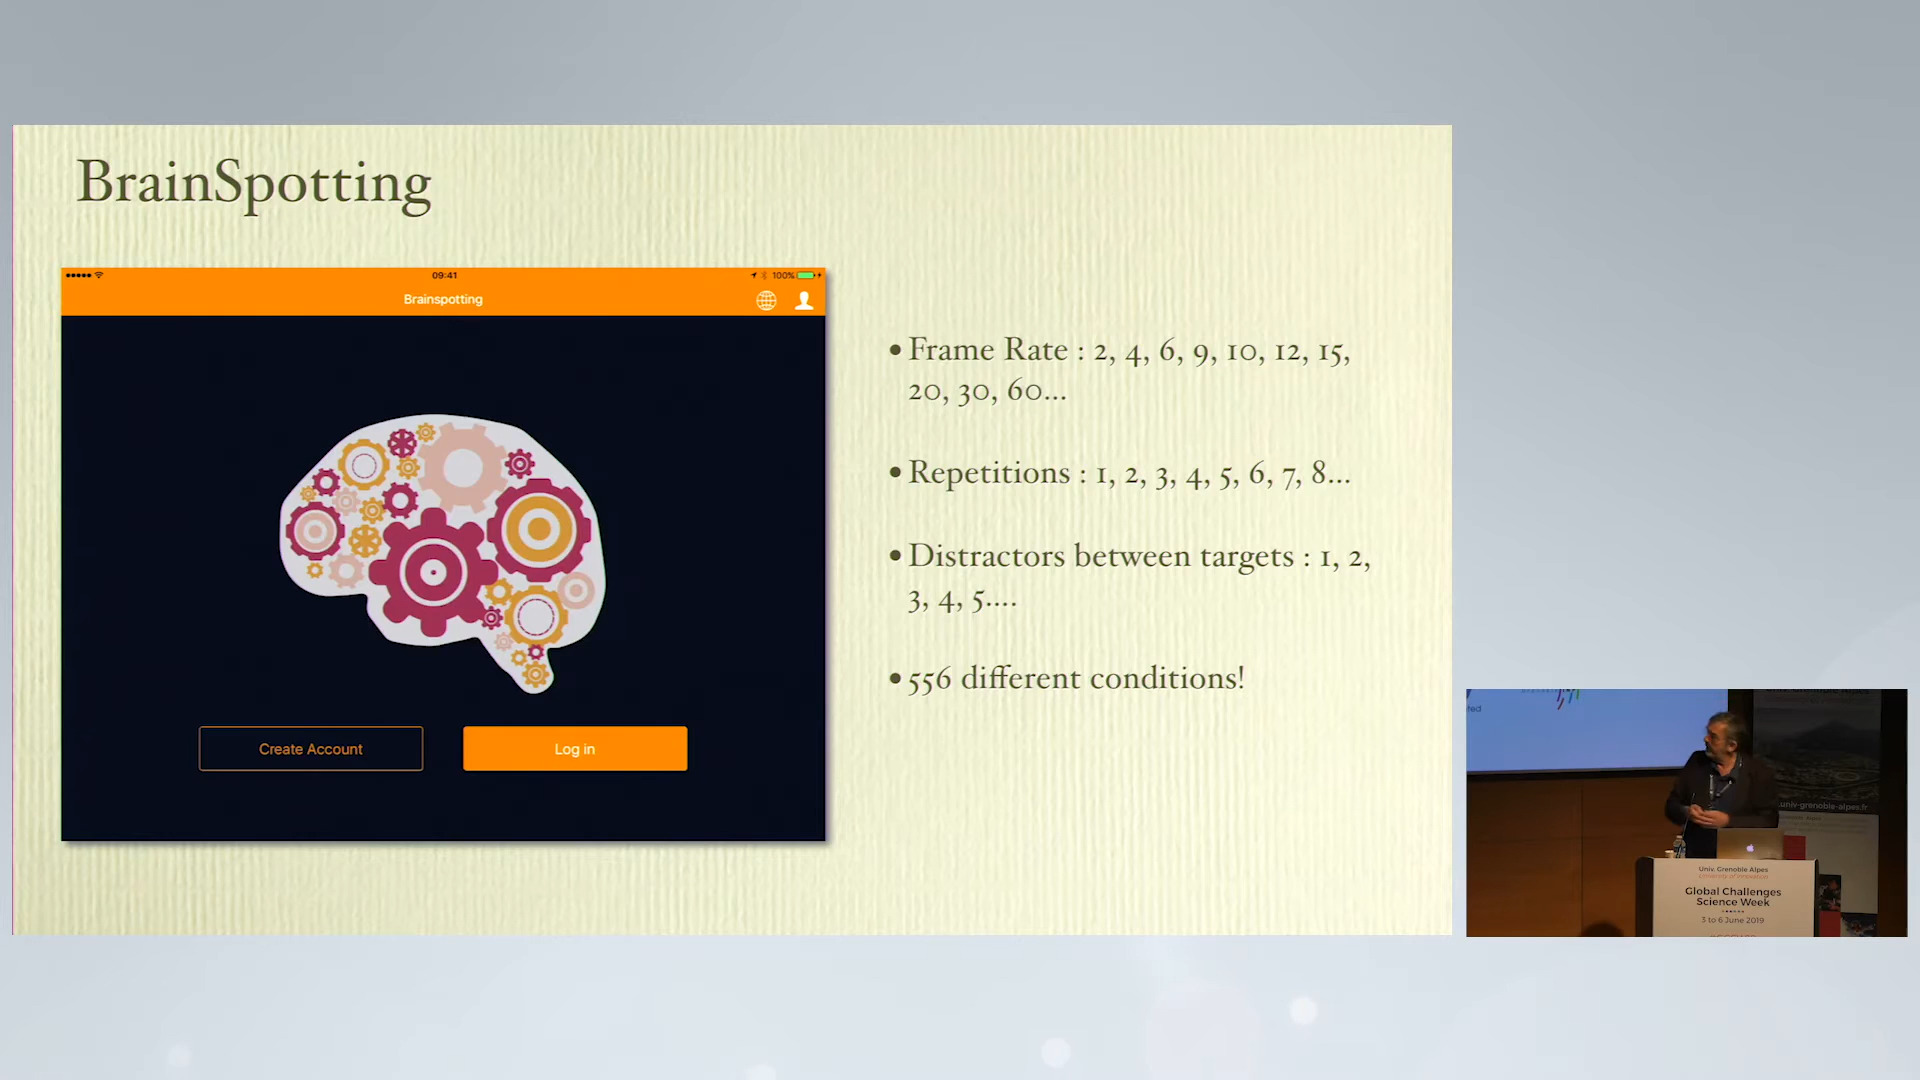 BrainSpotting
09:41
100%
Brainspotting
Create Account
Log in
•Frame Rate : 2, 4, 6, 9, 10, 12, 15,
20, 30, 60...
•Repetitions : 1, 2, 3, 4, 5, 6, 7, 8...
•Distractors between targets : 1, 2,
3, 4, 5....
•556 different conditions!
univ-grenoble-alpes.fr
Univ. Grenoble Alpes
University of Innovation
Global Challenges
Science Week
3 to 6 June 2019